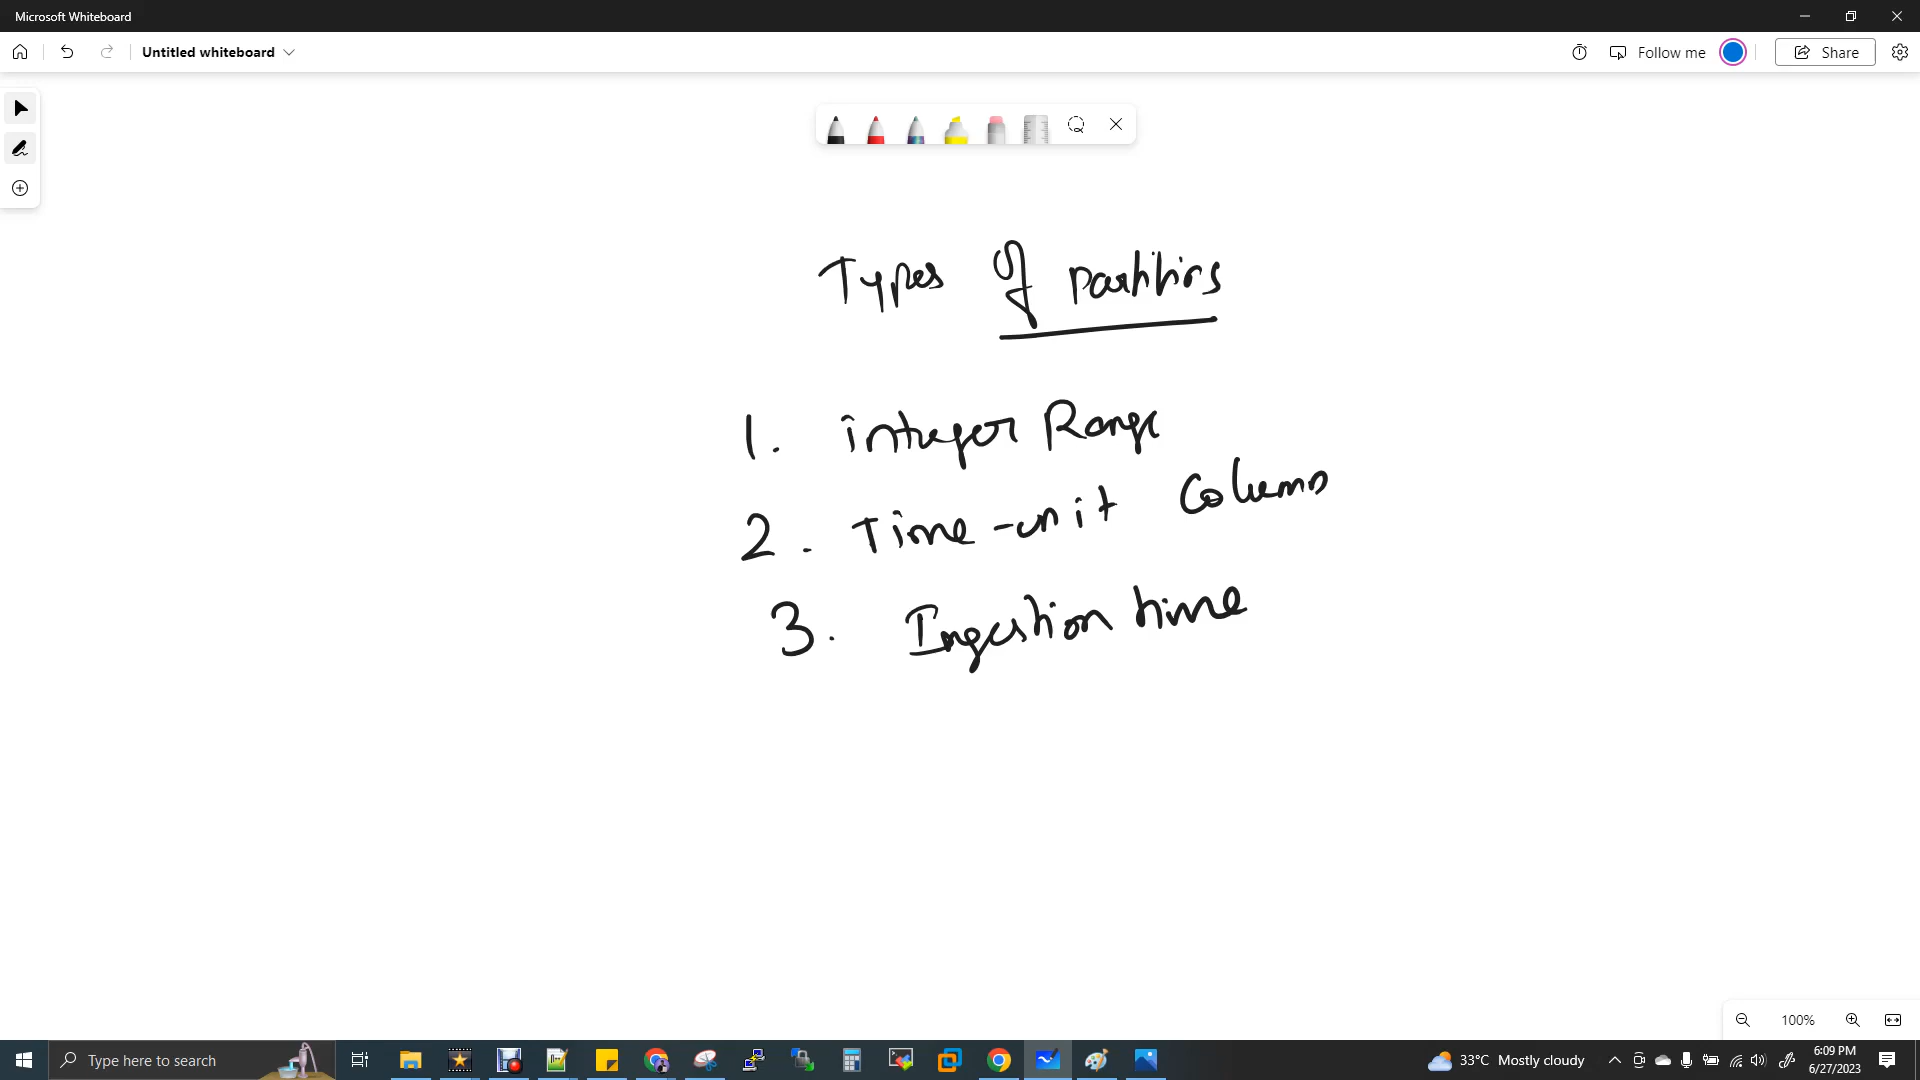 Microsoft Whiteboard
Untitled whiteboard
Follow me
Share
Types of partitions
1. integer Range
2. Time-unit Columns
3. Ingestion time
100%
Type here to search
33°C Mostly cloudy
6:09 PM
6/27/2023